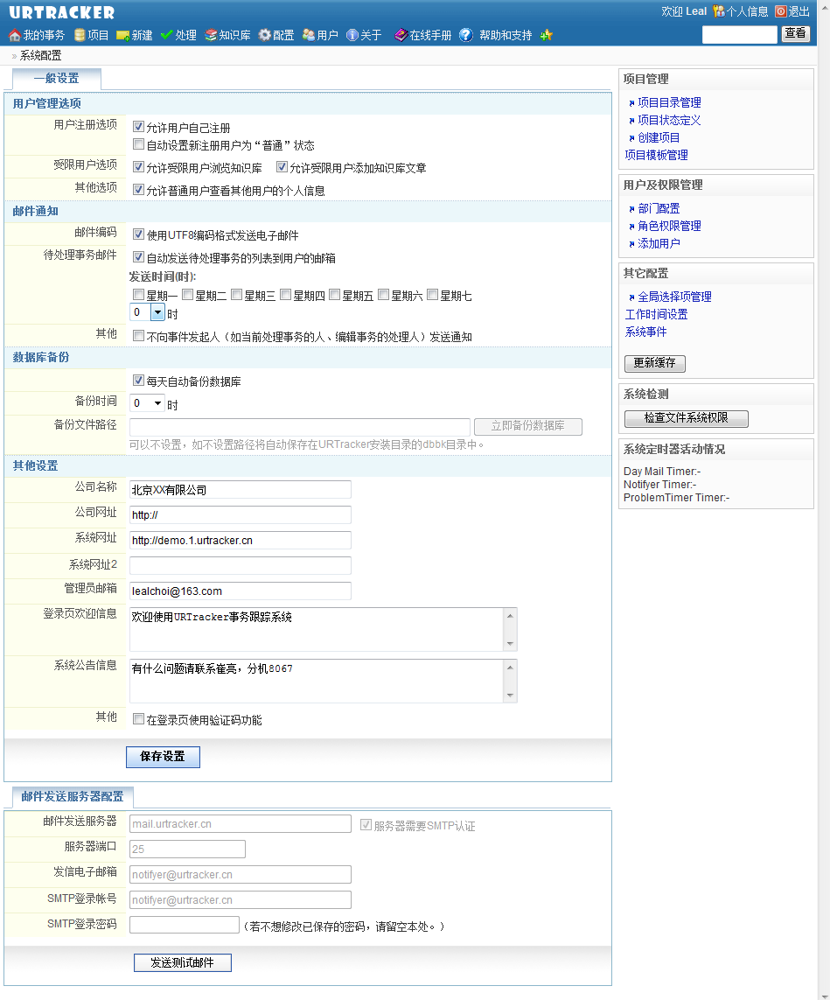 URTRACKER
欢迎 Leal 个人信息 退出
我的事务 项目 新建 处理 知识库 配置 用户 关于 在线手册 帮助和支持 查看
» 系统配置
一般设置
用户管理选项
用户注册选项 允许用户自己注册
自动设置新注册用户为“普通”状态
受限用户选项 允许受限用户浏览知识库 允许受限用户添加知识库文章
其他选项 允许普通用户查看其他用户的个人信息
邮件通知
邮件编码 使用UTF8编码格式发送电子邮件
待处理事务邮件 自动发送待处理事务的列表到用户的邮箱
发送时间(时):
星期一 星期二 星期三 星期四 星期五 星期六 星期七
0 时
其他 不向事件发起人（如当前处理事务的人、编辑事务的处理人）发送通知
数据库备份
每天自动备份数据库
备份时间 0 时
备份文件路径 立即备份数据库
可以不设置，如不设置路径将自动保存在URTracker安装目录的dbbk目录中。
其他设置
公司名称 北京XX有限公司
公司网址 http://
系统网址 http://demo.1.urtracker.cn
系统网址2
管理员邮箱 lealchoi@163.com
登录页欢迎信息 欢迎使用URTracker事务跟踪系统
系统公告信息 有什么问题请联系崔亮，分机8067
其他 在登录页使用验证码功能
保存设置
邮件发送服务器配置
邮件发送服务器 mail.urtracker.cn 服务器需要SMTP认证
服务器端口 25
发信电子邮箱 notifyer@urtracker.cn
SMTP登录帐号 notifyer@urtracker.cn
SMTP登录密码 （若不想修改已保存的密码，请留空本处。）
发送测试邮件
项目管理
项目目录管理
项目状态定义
创建项目
项目模板管理
用户及权限管理
部门配置
角色权限管理
添加用户
其它配置
全局选择项管理
工作时间设置
系统事件
更新缓存
系统检测
检查文件系统权限
系统定时器活动情况
Day Mail Timer:-
Notifyer Timer:-
ProblemTimer Timer:-